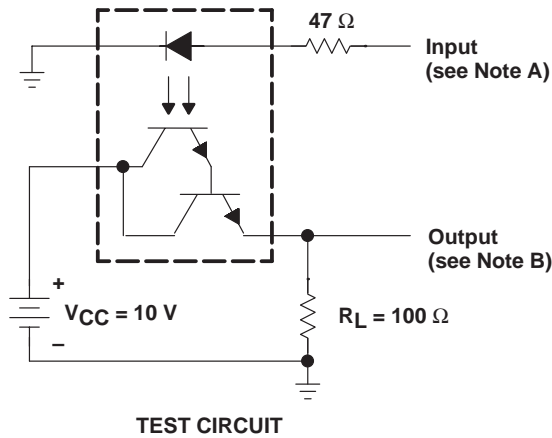 47 Ω
Input
(see Note A)
Output
(see Note B)
+
VCC = 10 V
–
RL = 100 Ω
TEST CIRCUIT